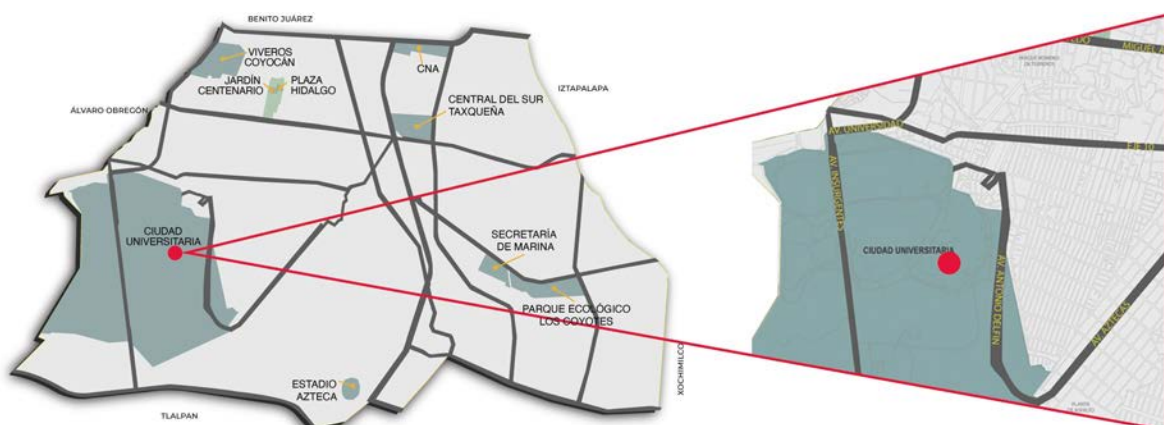 BENITO JUÁREZ
VIVEROS
COYOCÁN
JARDÍN
CENTENARIO
PLAZA
HIDALGO
CNA
IZTAPALAPA
ÁLVARO OBREGÓN
CENTRAL DEL SUR
TAXQUEÑA
CIUDAD
UNIVERSITARIA
SECRETARÍA
DE MARINA
PARQUE ECOLÓGICO
LOS COYOTES
ESTADIO
AZTECA
XOCHIMILCO
TLALPAN
MIGUEL A
AV. UNIVERSIDAD
EJE 10
AV. INSURGENTES
CIUDAD UNIVERSITARIA
AV. ANTONIO DELFIN
AV. AZTECAS